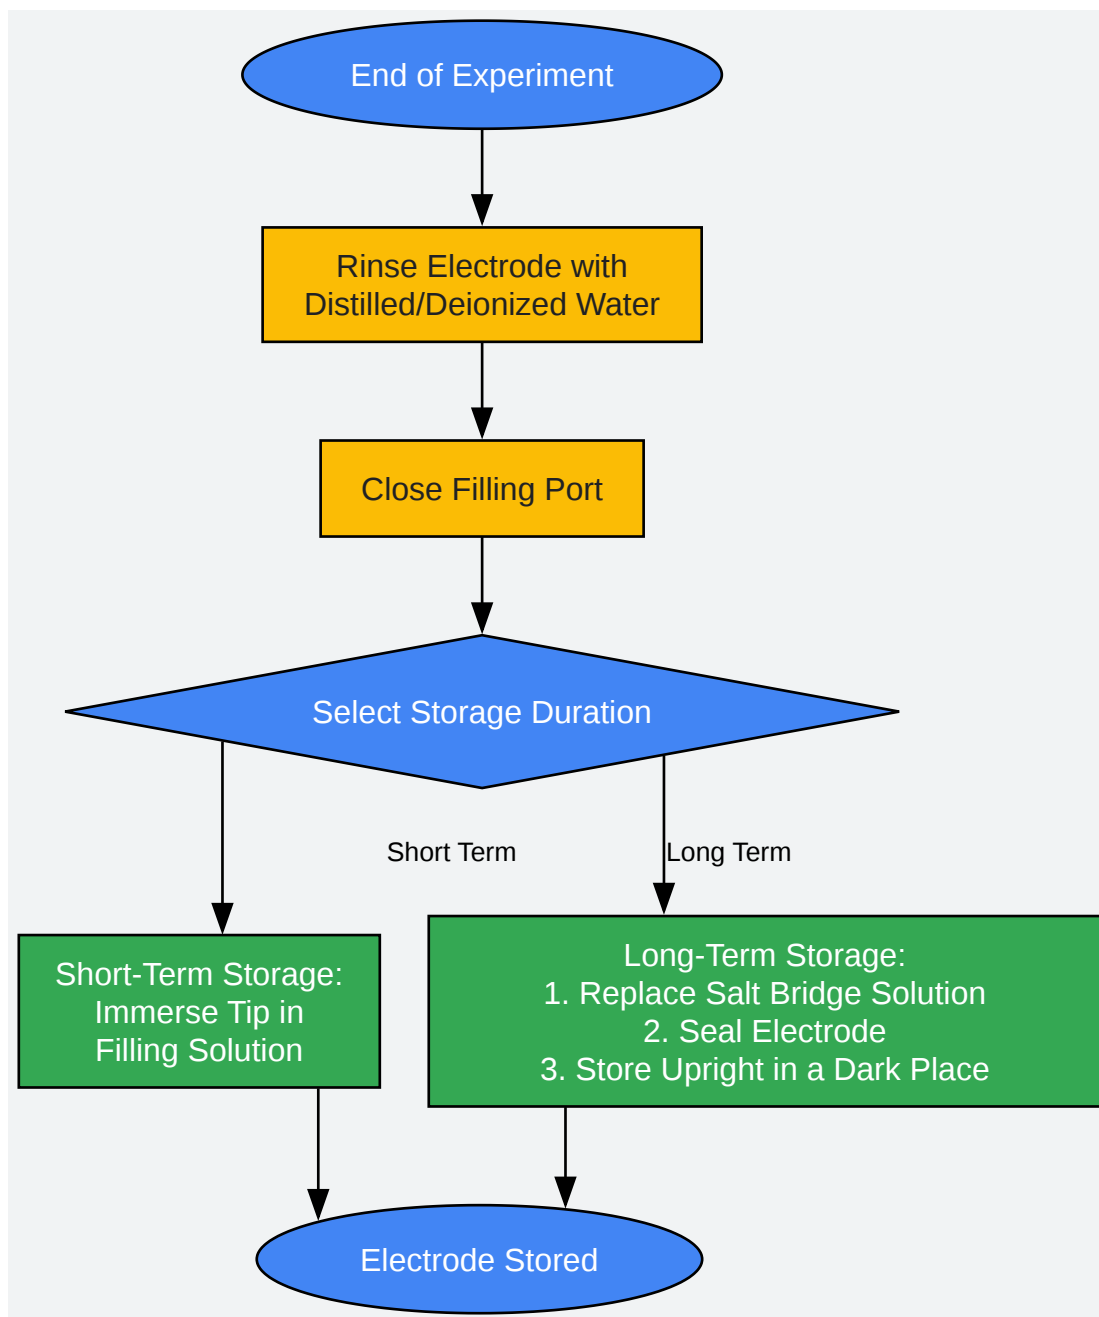 End of Experiment
Rinse Electrode with
Distilled/Deionized Water
Close Filling Port
Select Storage Duration
Short Term
Long Term
Short-Term Storage:
Immerse Tip in
Filling Solution
Long-Term Storage:
1. Replace Salt Bridge Solution
2. Seal Electrode
3. Store Upright in a Dark Place
Electrode Stored